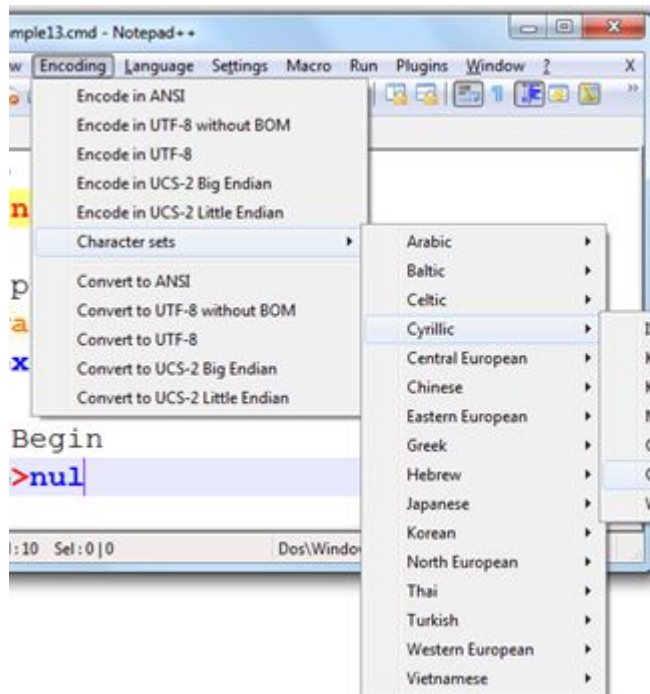 mple13.cmd - Notepad++
w Encoding Language Settings Macro Run Plugins Window ? X
Encode in ANSI
Encode in UTF-8 without BOM
Encode in UTF-8
Encode in UCS-2 Big Endian
n
Encode in UCS-2 Little Endian
Character sets
Arabic
p
Convert to ANSI
Baltic
Convert to UTF-8 without BOM
Celtic
a
Convert to UTF-8
Cyrillic
x
Convert to UCS-2 Big Endian
Central European
Convert to UCS-2 Little Endian
Chinese
Eastern European
Begin
Greek
>nul
Hebrew
Japanese
Korean
:10 Sel:0|0 Dos\Window
North European
Thai
Turkish
Western European
Vietnamese